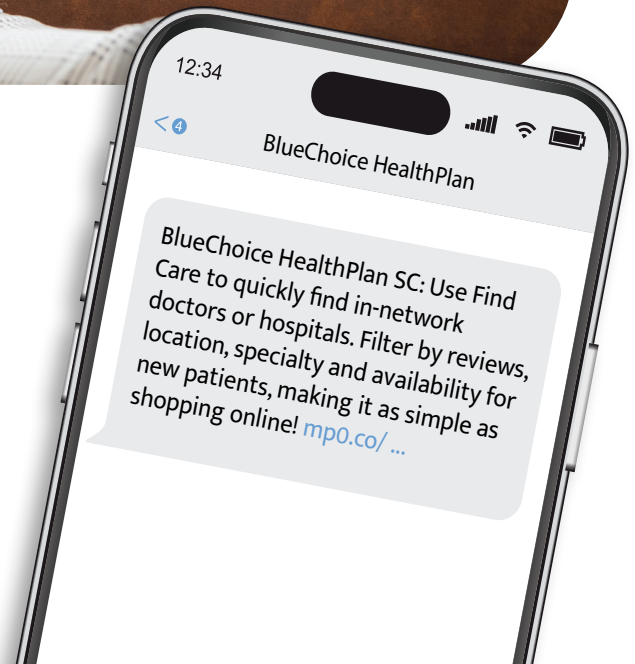 12:34
< 4
BlueChoice HealthPlan
BlueChoice HealthPlan SC: Use Find
Care to quickly find in-network
doctors or hospitals. Filter by reviews,
location, specialty and availability for
new patients, making it as simple as
shopping online! mp0.co/ ...